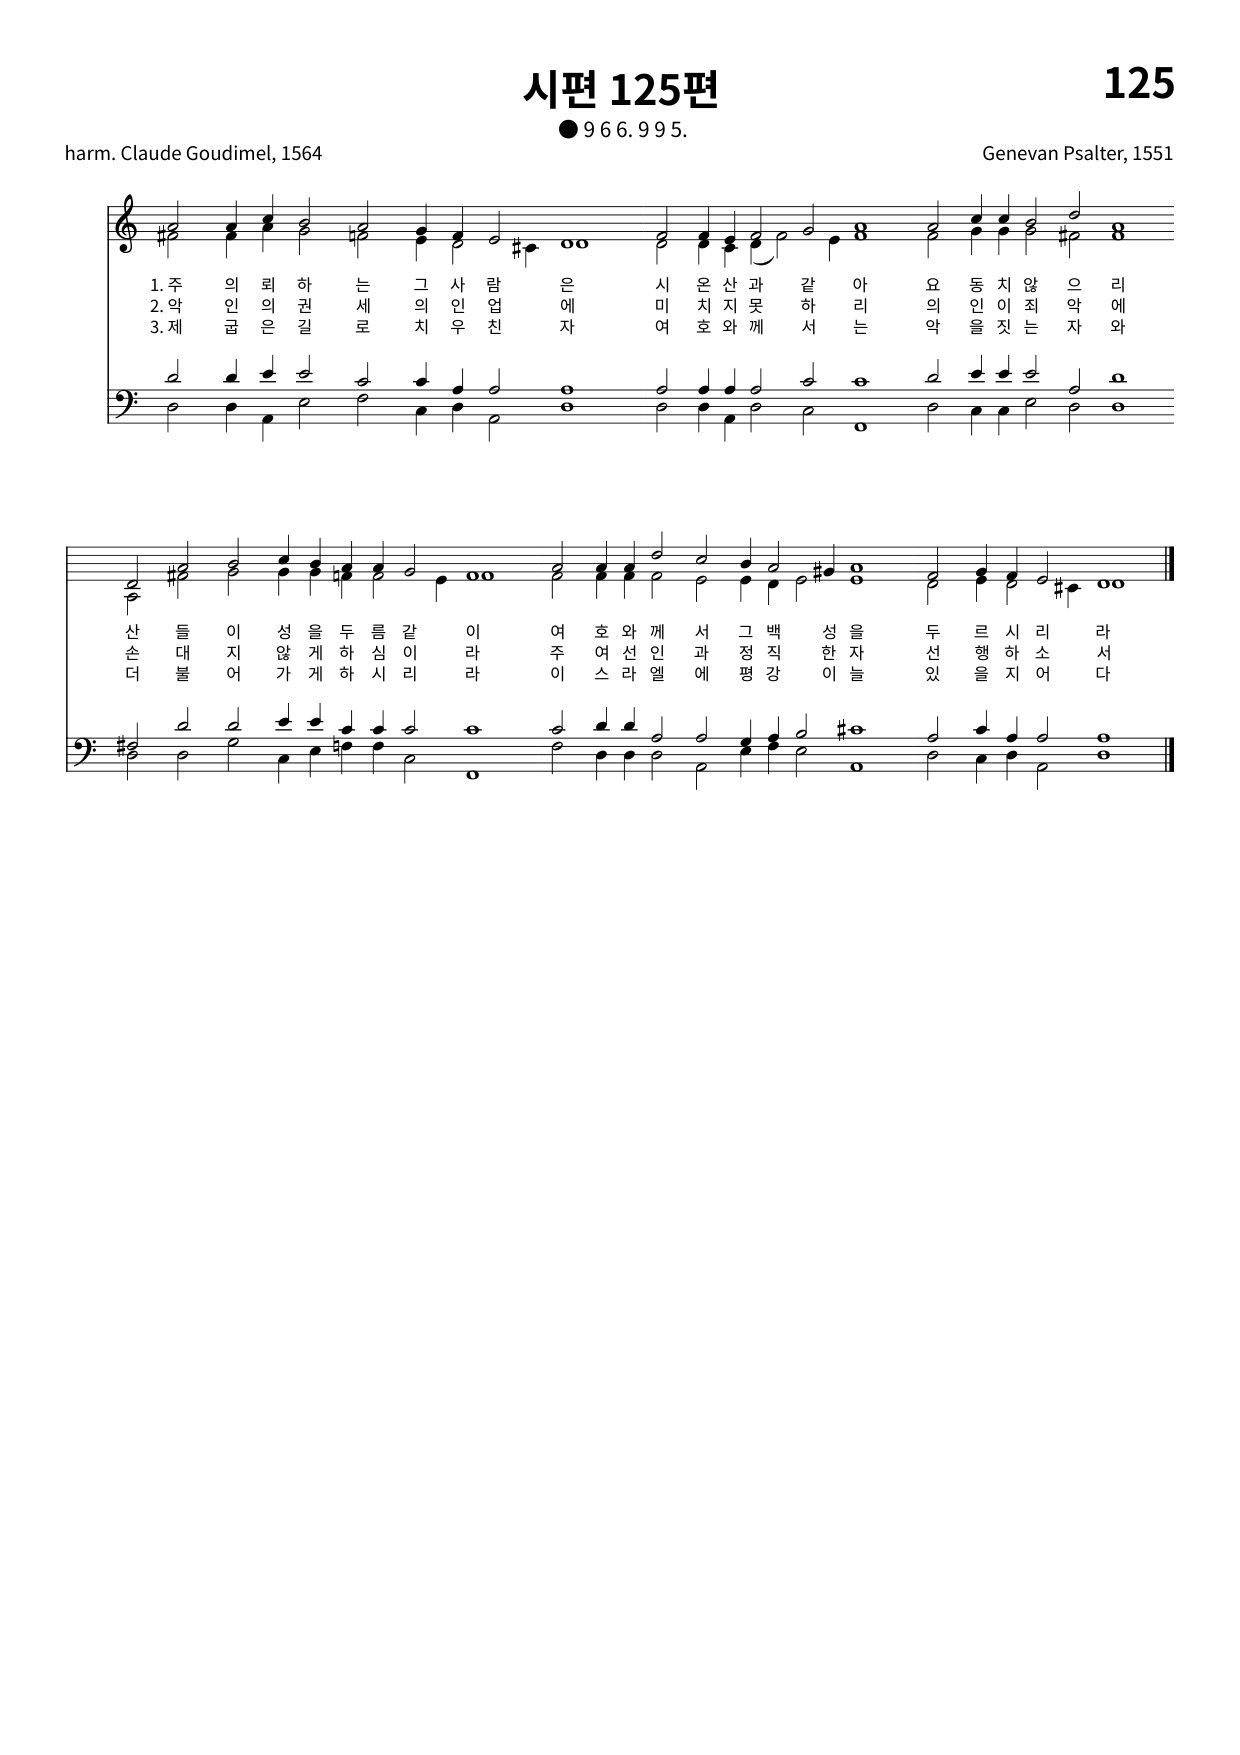 시편 125편
125
● 9 6 6. 9 9 5.
harm. Claude Goudimel, 1564
Genevan Psalter, 1551
1. 주 의 뢰 하 는 그 사 람 은 시 온 산 과 같 아 요 동 치 않 으 리
2. 악 인 의 권 세 의 인 업 에 미 치 지 못 하 리 의 인 이 죄 악 에
3. 제 굽 은 길 로 치 우 친 자 여 호 와 께 서 는 악 을 짓 는 자 와
산 들 이 성 을 두 름 같 이 여 호 와 께 서 그 백 성 을 두 르 시 리 라
손 대 지 않 게 하 심 이 라 주 여 선 인 과 정 직 한 자 선 행 하 소 서
더 불 어 가 게 하 시 리 라 이 스 라 엘 에 평 강 이 늘 있 을 지 어 다